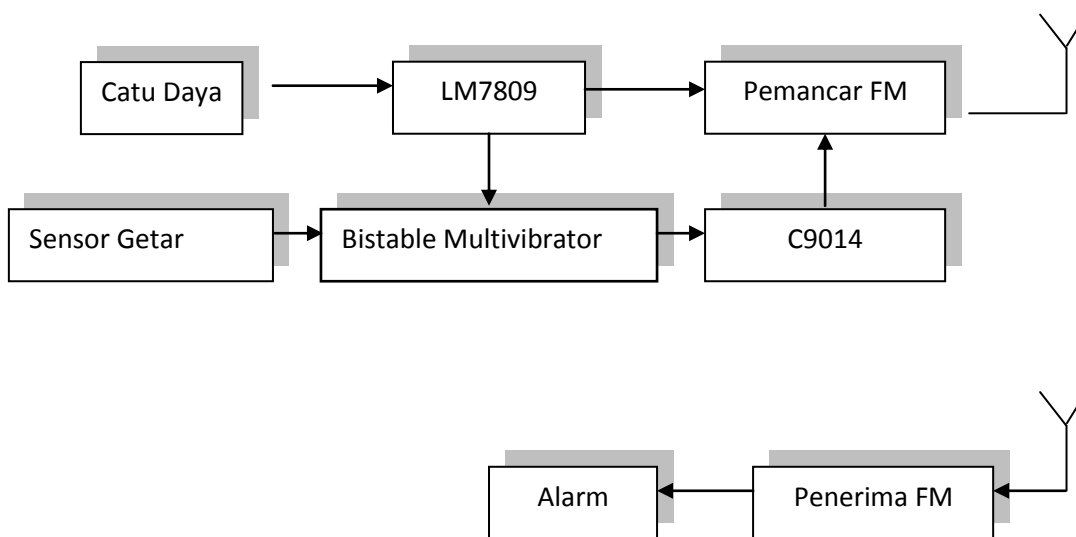 Catu Daya
LM7809
Pemancar FM
Sensor Getar
Bistable Multivibrator
C9014
Alarm
Penerima FM